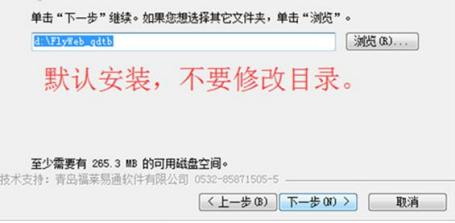 单击“下一步”继续。如果您想选择其它文件夹，单击“浏览”。
d:\FlyWeb_qdtb
浏览(R)...
默认安装，不要修改目录。
至少需要有 265.3 MB 的可用磁盘空间。
技术支持：青岛福莱易通软件有限公司 0532-85871505-5
<上一步(B) 下一步(N)> 取消